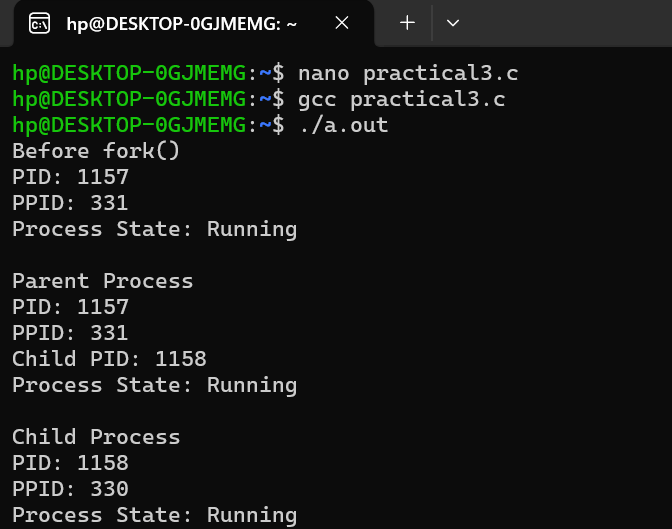 hp@DESKTOP-0GJMEMG: ~
hp@DESKTOP-0GJMEMG:~$ nano practical3.c
hp@DESKTOP-0GJMEMG:~$ gcc practical3.c
hp@DESKTOP-0GJMEMG:~$ ./a.out
Before fork()
PID: 1157
PPID: 331
Process State: Running

Parent Process
PID: 1157
PPID: 331
Child PID: 1158
Process State: Running

Child Process
PID: 1158
PPID: 330
Process State: Running